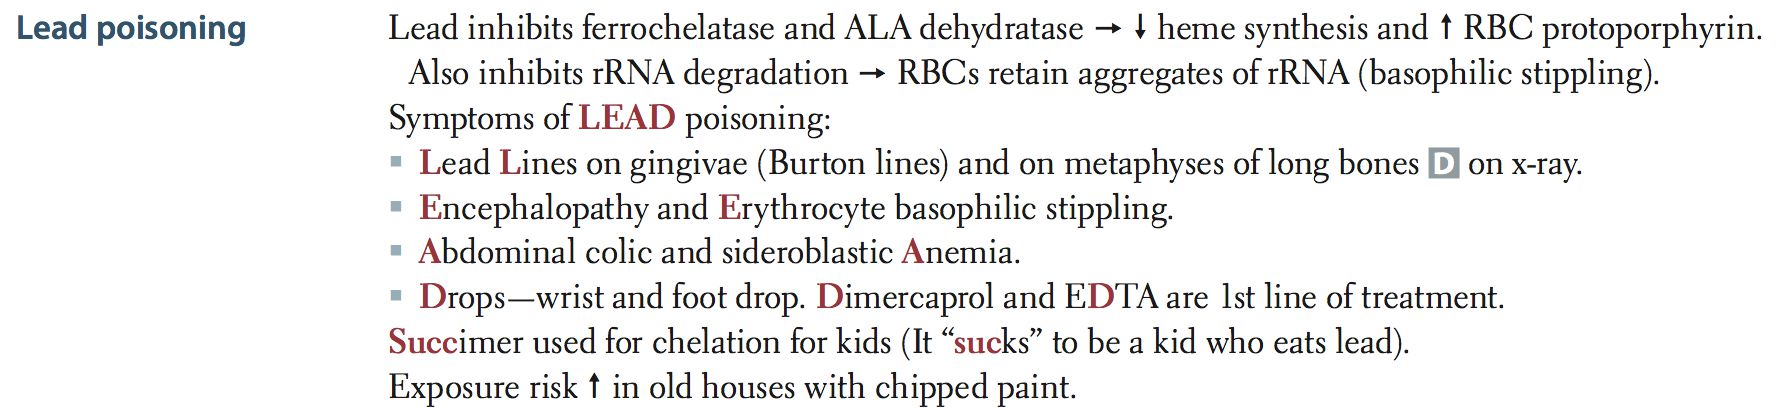 Lead poisoning
Lead inhibits ferrochelatase and ALA dehydratase → ↓ heme synthesis and ↑ RBC protoporphyrin.
Also inhibits rRNA degradation → RBCs retain aggregates of rRNA (basophilic stippling).
Symptoms of LEAD poisoning:
▪ Lead Lines on gingivae (Burton lines) and on metaphyses of long bones D on x-ray.
▪ Encephalopathy and Erythrocyte basophilic stippling.
▪ Abdominal colic and sideroblastic Anemia.
▪ Drops—wrist and foot drop. Dimercaprol and EDTA are 1st line of treatment.
Succimer used for chelation for kids (It “sucks” to be a kid who eats lead).
Exposure risk ↑ in old houses with chipped paint.